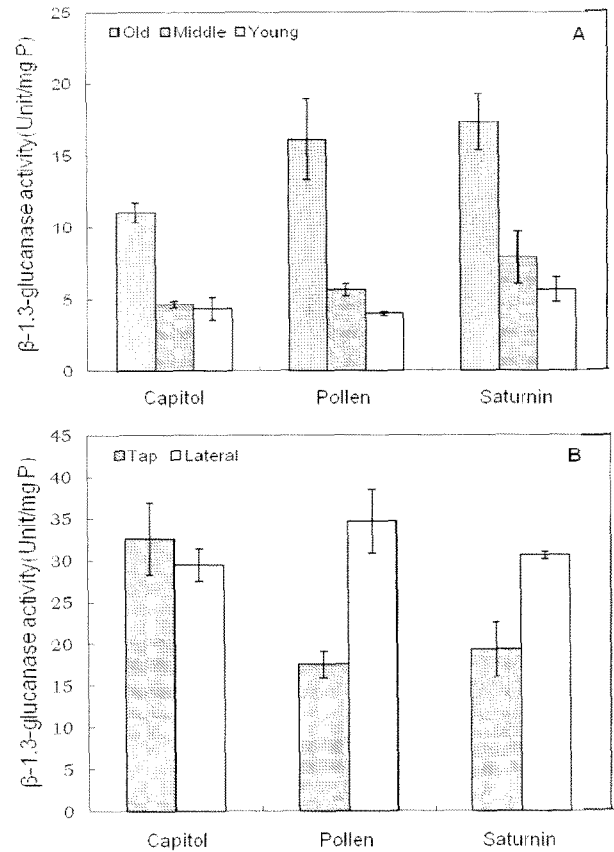 25
20
15
10
5
0
β-1.3-glucanase activity(Unit/mg P)
Old Middle Young
A
Capitol Pollen Saturnin
45
40
35
30
25
20
15
10
5
0
β-1.3-glucanase activity(Unit/mg P)
Tap Lateral
B
Capitol Pollen Saturnin